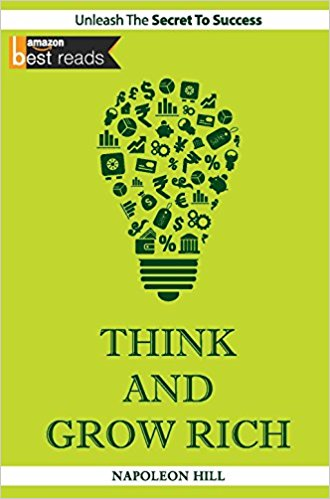 Unleash The Secret To Success
amazon
best reads
THINK
AND
GROW RICH
NAPOLEON HILL